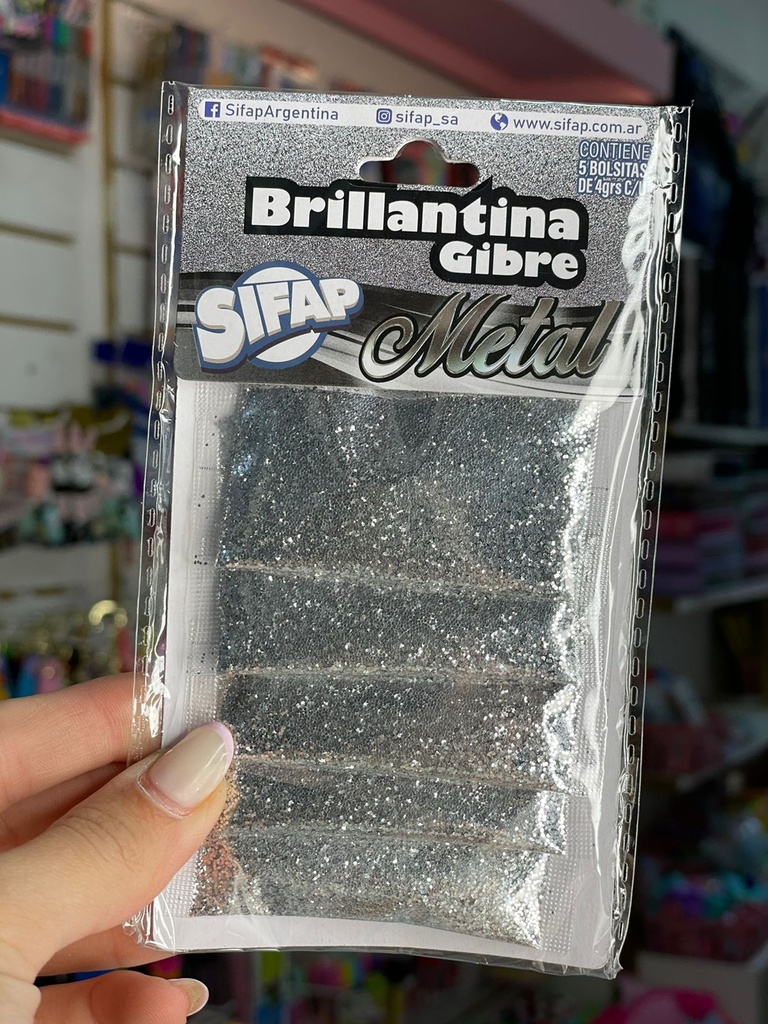 SifapArgentina sifap_sa www.sifap.com.ar
CONTIENE
5 BOLSITAS
DE 4grs C/U
Brillantina
Gibre
SIFAP
Metal